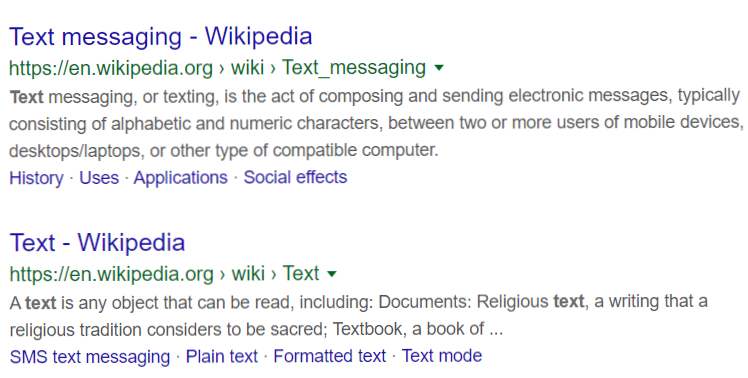 Text messaging - Wikipedia
https://en.wikipedia.org › wiki › Text_messaging
Text messaging, or texting, is the act of composing and sending electronic messages, typically
consisting of alphabetic and numeric characters, between two or more users of mobile devices,
desktops/laptops, or other type of compatible computer.
History · Uses · Applications · Social effects
Text - Wikipedia
https://en.wikipedia.org › wiki › Text
A text is any object that can be read, including: Documents: Religious text, a writing that a
religious tradition considers to be sacred; Textbook, a book of ...
SMS text messaging · Plain text · Formatted text · Text mode